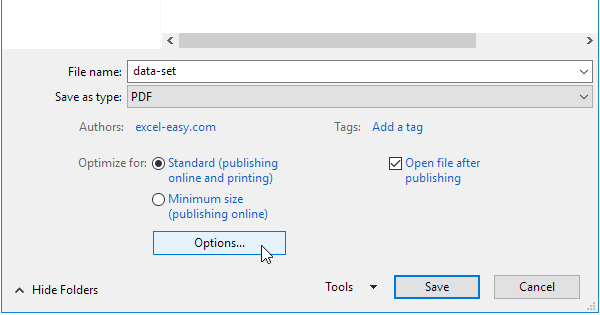 File name: data-set
Save as type: PDF
Authors: excel-easy.com Tags: Add a tag
Optimize for: Standard (publishing online and printing)
Open file after publishing
Minimum size (publishing online)
Options...
Hide Folders Tools Save Cancel